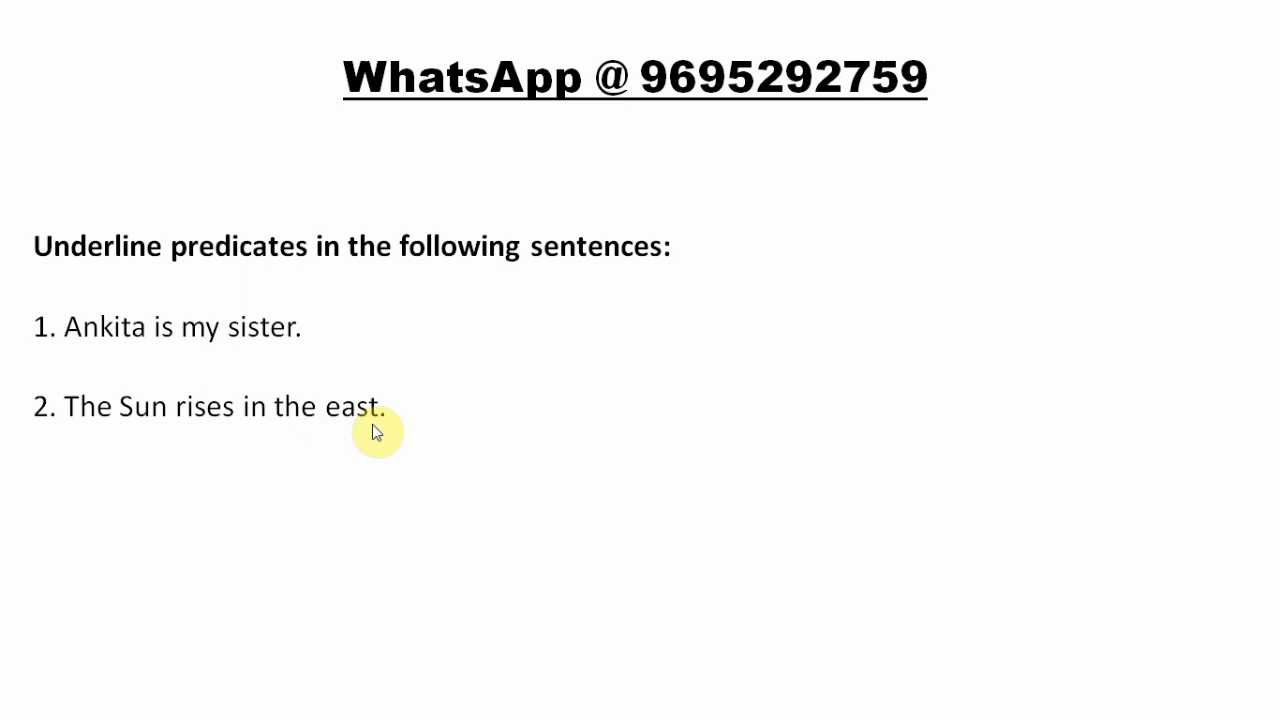 WhatsApp @ 9695292759
Underline predicates in the following sentences:
1. Ankita is my sister.
2. The Sun rises in the east.